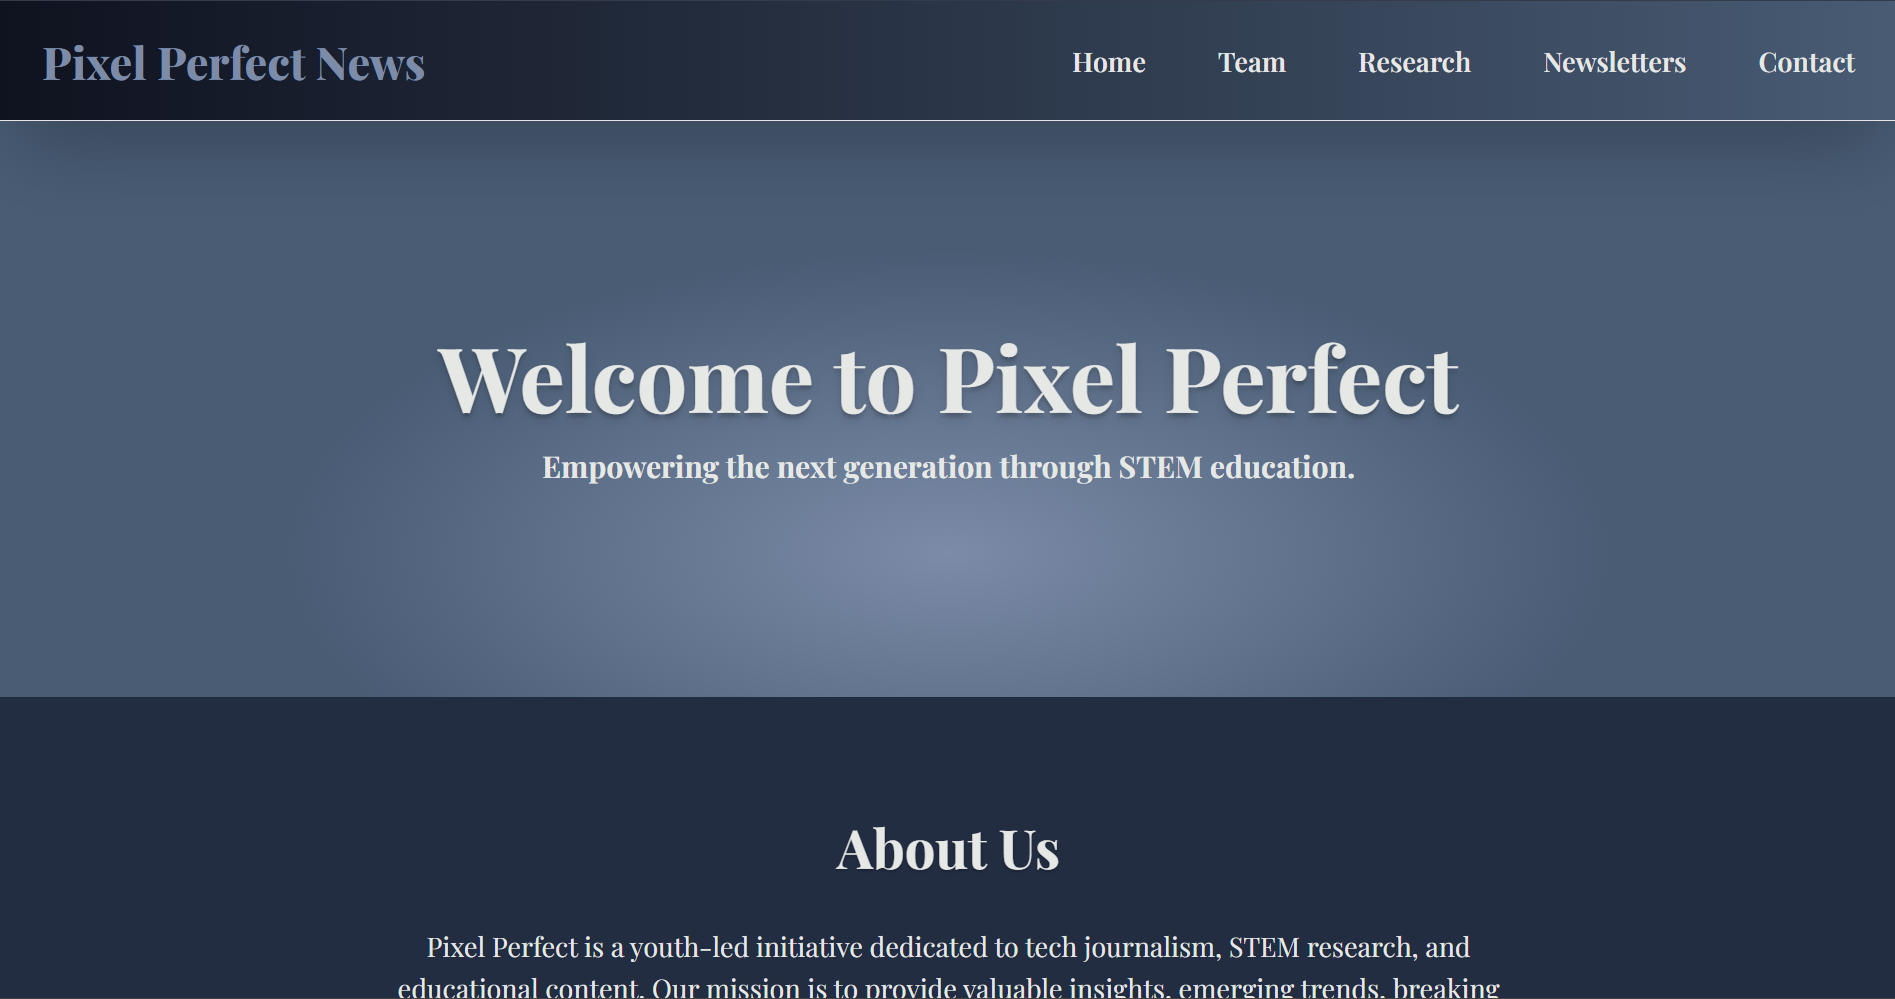 Pixel Perfect News
Home Team Research Newsletters Contact
Welcome to Pixel Perfect
Empowering the next generation through STEM education.
About Us
Pixel Perfect is a youth-led initiative dedicated to tech journalism, STEM research, and
educational content. Our mission is to provide valuable insights, emerging trends, breaking